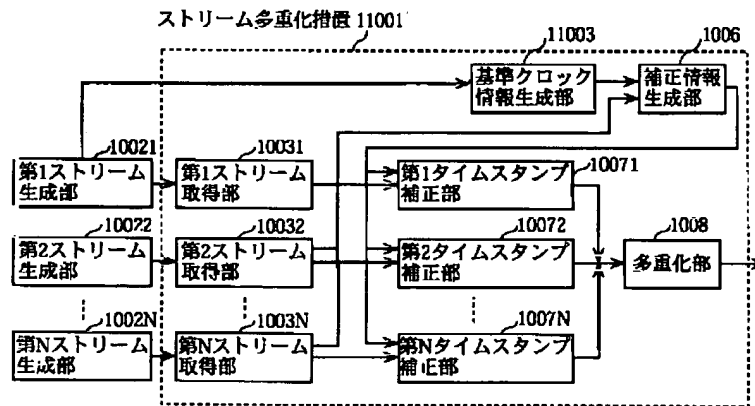 ストリーム多重化措置 11001
11003
1006
基準クロック
情報生成部
補正情報
生成部
10021
10031
10071
第1ストリーム
生成部
第1ストリーム
取得部
第1タイムスタンプ
補正部
10022
10032
10072
1008
第2ストリーム
生成部
第2ストリーム
取得部
第2タイムスタンプ
補正部
多重化部
1002N
1003N
1007N
第Nストリーム
生成部
第Nストリーム
取得部
第Nタイムスタンプ
補正部